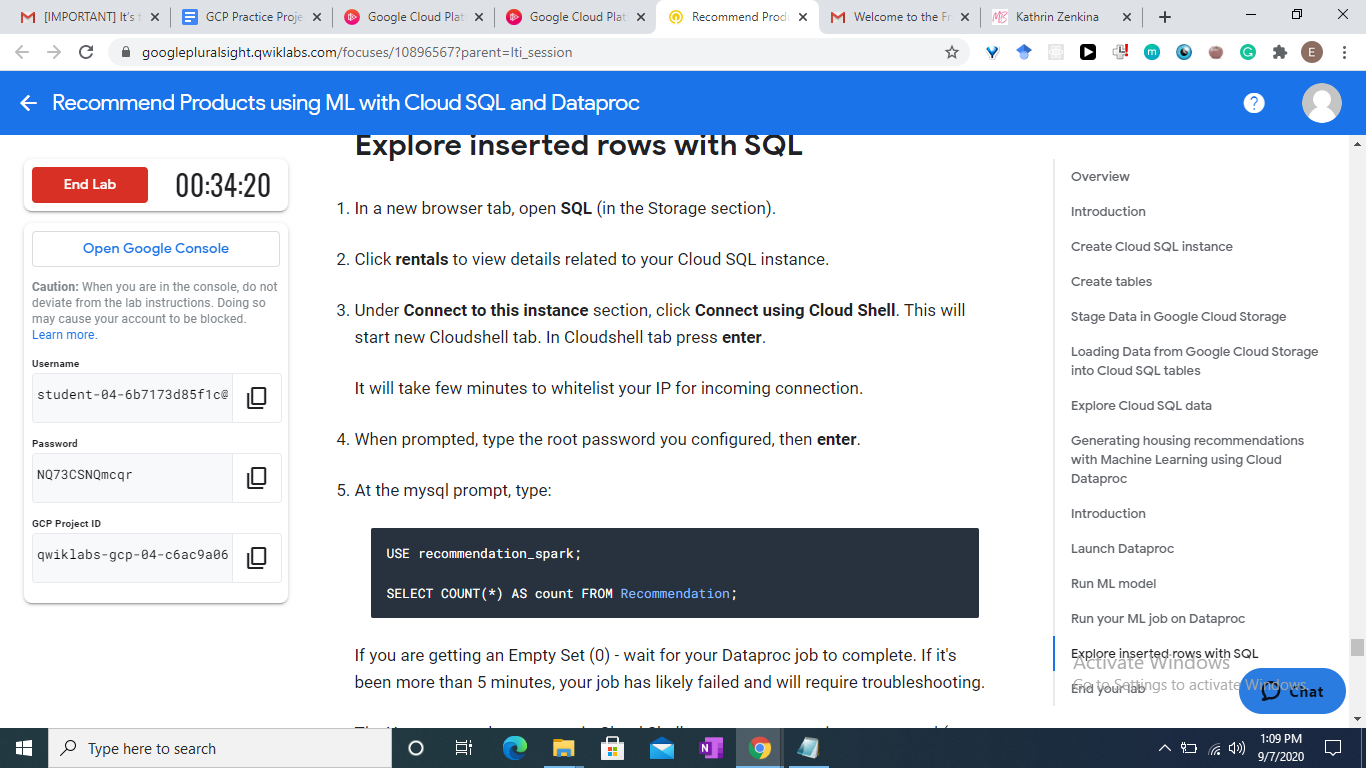 [IMPORTANT] It's t
GCP Practice Proje
Google Cloud Plat
Google Cloud Plat
Recommend Prod
Welcome to the Fr
MB Kathrin Zenkina
googlepluralsight.qwiklabs.com/focuses/10896567?parent=lti_session
E
Recommend Products using ML with Cloud SQL and Dataproc
?
End Lab
00:34:20
Open Google Console
Caution: When you are in the console, do not
deviate from the lab instructions. Doing so
may cause your account to be blocked.
Learn more.
Username
student-04-6b7173d85f1c@
Password
NQ73CSNQmcqr
GCP Project ID
qwiklabs-gcp-04-c6ac9a06
Explore inserted rows with SQL
1. In a new browser tab, open SQL (in the Storage section).
2. Click rentals to view details related to your Cloud SQL instance.
3. Under Connect to this instance section, click Connect using Cloud Shell. This will
start new Cloudshell tab. In Cloudshell tab press enter.
It will take few minutes to whitelist your IP for incoming connection.
4. When prompted, type the root password you configured, then enter.
5. At the mysql prompt, type:
USE recommendation_spark;
SELECT COUNT(*) AS count FROM Recommendation;
If you are getting an Empty Set (0) - wait for your Dataproc job to complete. If it's
been more than 5 minutes, your job has likely failed and will require troubleshooting.
Overview
Introduction
Create Cloud SQL instance
Create tables
Stage Data in Google Cloud Storage
Loading Data from Google Cloud Storage
into Cloud SQL tables
Explore Cloud SQL data
Generating housing recommendations
with Machine Learning using Cloud
Dataproc
Introduction
Launch Dataproc
Run ML model
Run your ML job on Dataproc
Explore inserted rows with SQL
End your lab
Activate Windows
Go to Settings to activate Windows.
Chat
Type here to search
1:09 PM
9/7/2020